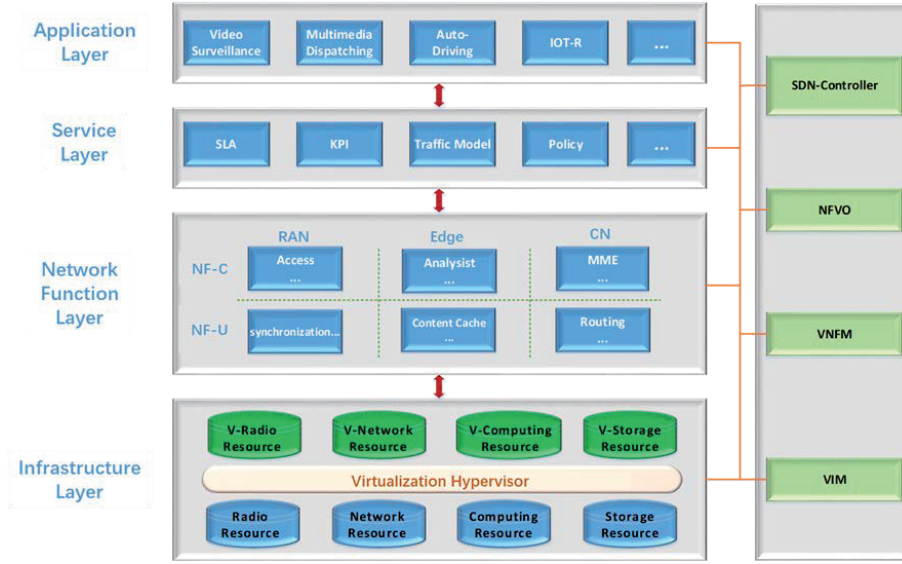 Application
Layer
Video
Surveillance
Multimedia
Dispatching
Auto-
Driving
IOT-R
...
Service
Layer
SLA
KPI
Traffic Model
Policy
...
Network
Function
Layer
RAN
Edge
CN
NF-C
Access
...
Analysist
...
MME
...
NF-U
synchronization...
Content Cache
...
Routing
...
Infrastructure
Layer
V-Radio
Resource
V-Network
Resource
V-Computing
Resource
V-Storage
Resource
Virtualization Hypervisor
Radio
Resource
Network
Resource
Computing
Resource
Storage
Resource
SDN-Controller
NFVO
VNFM
VIM